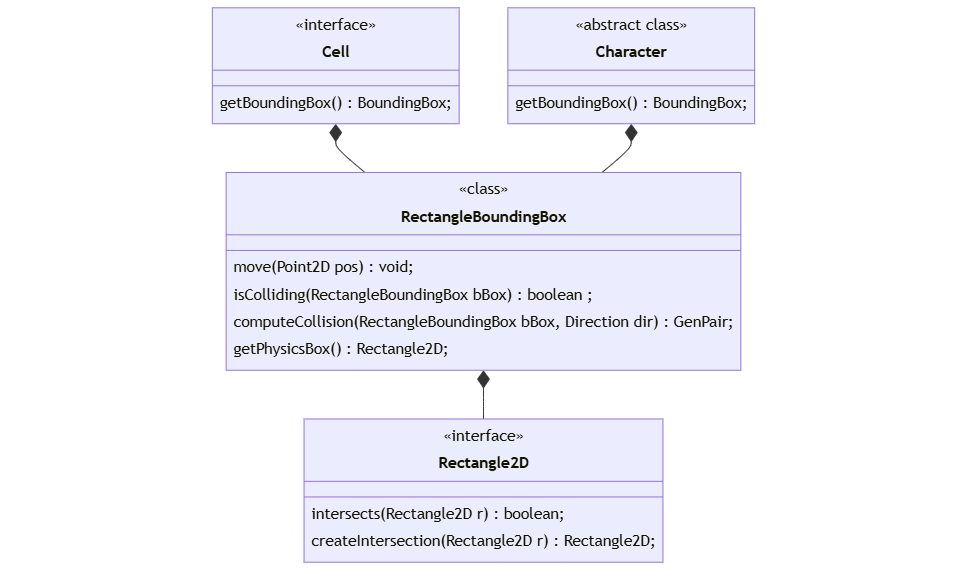 «interface»
Cell
getBoundingBox() : BoundingBox;
«abstract class»
Character
getBoundingBox() : BoundingBox;
«class»
RectangleBoundingBox
move(Point2D pos) : void;
isColliding(RectangleBoundingBox bBox) : boolean ;
computeCollision(RectangleBoundingBox bBox, Direction dir) : GenPair;
getPhysicsBox() : Rectangle2D;
«interface»
Rectangle2D
intersects(Rectangle2D r) : boolean;
createIntersection(Rectangle2D r) : Rectangle2D;